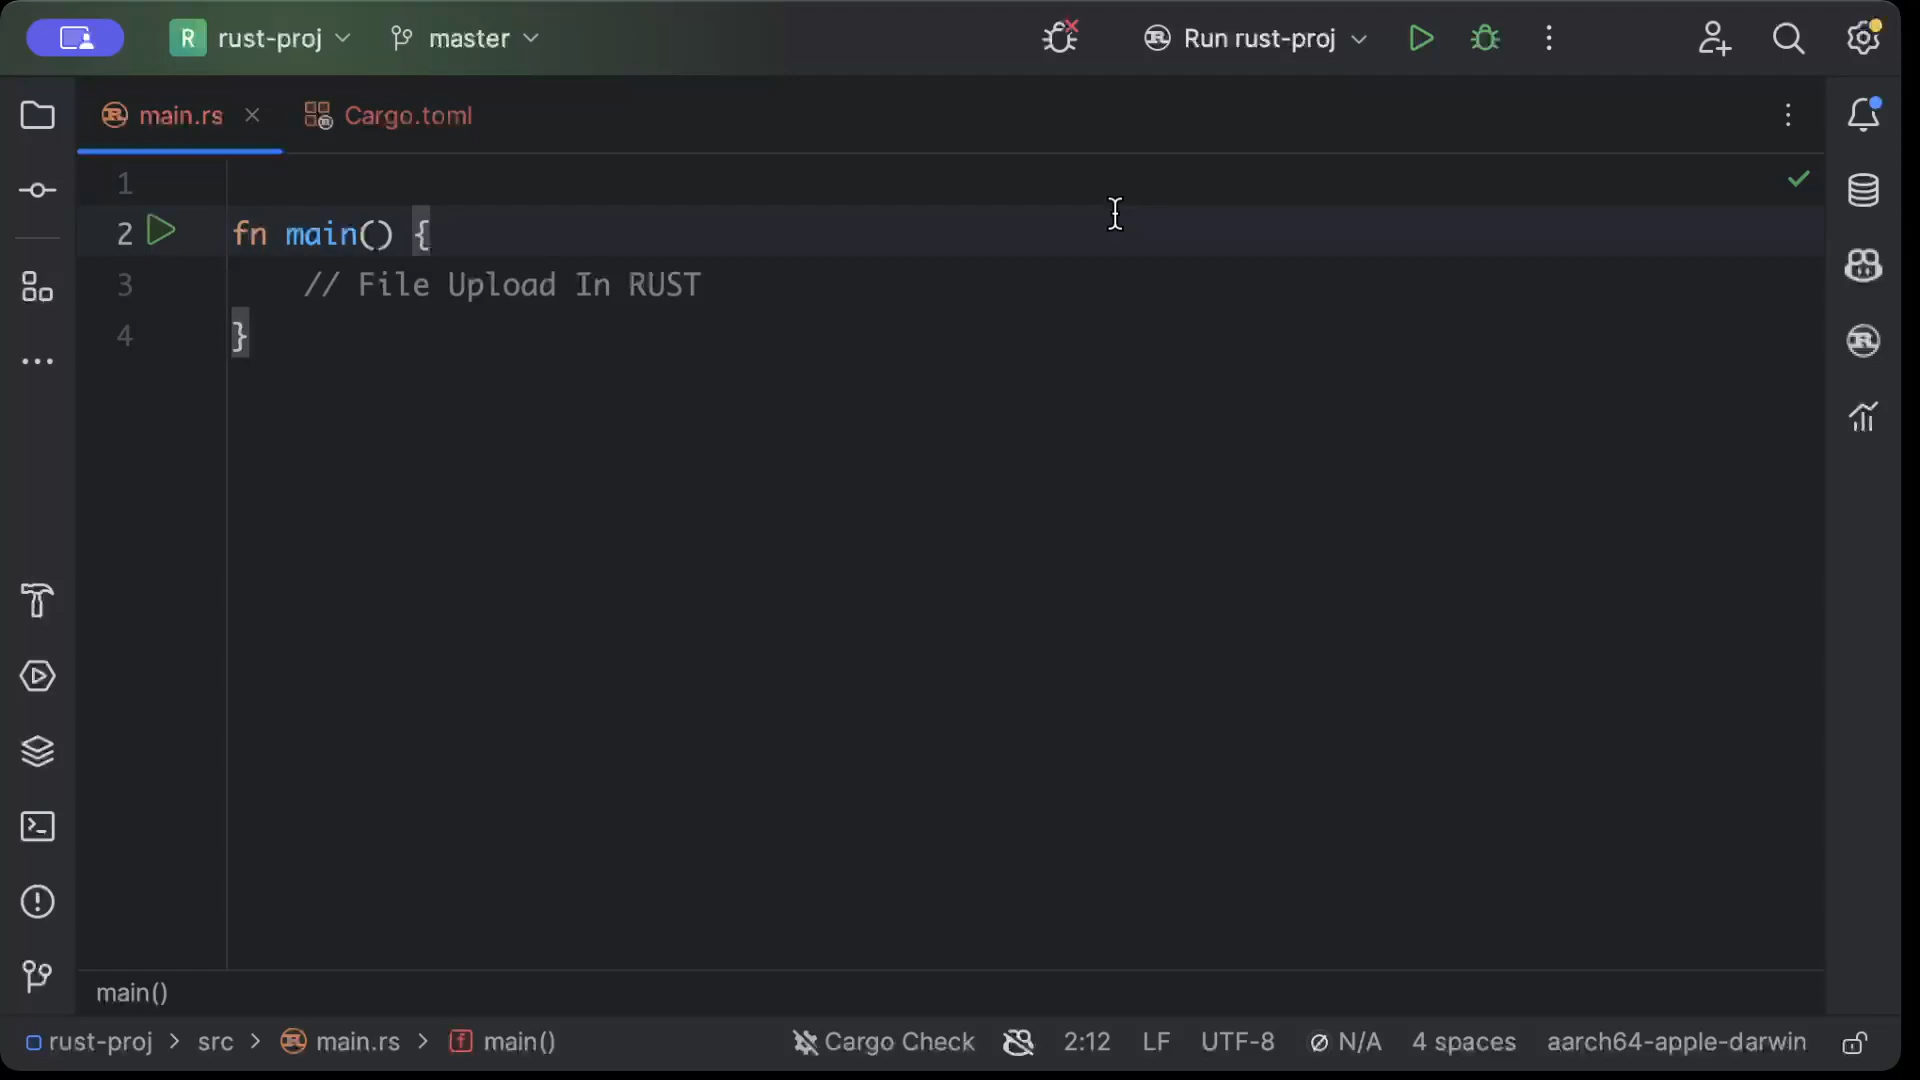 R rust-proj master Run rust-proj
main.rs Cargo.toml
1
2 fn main() {
3 // File Upload In RUST
4 }
main()
rust-proj > src > main.rs > f main() Cargo Check 2:12 LF UTF-8 N/A 4 spaces aarch64-apple-darwin